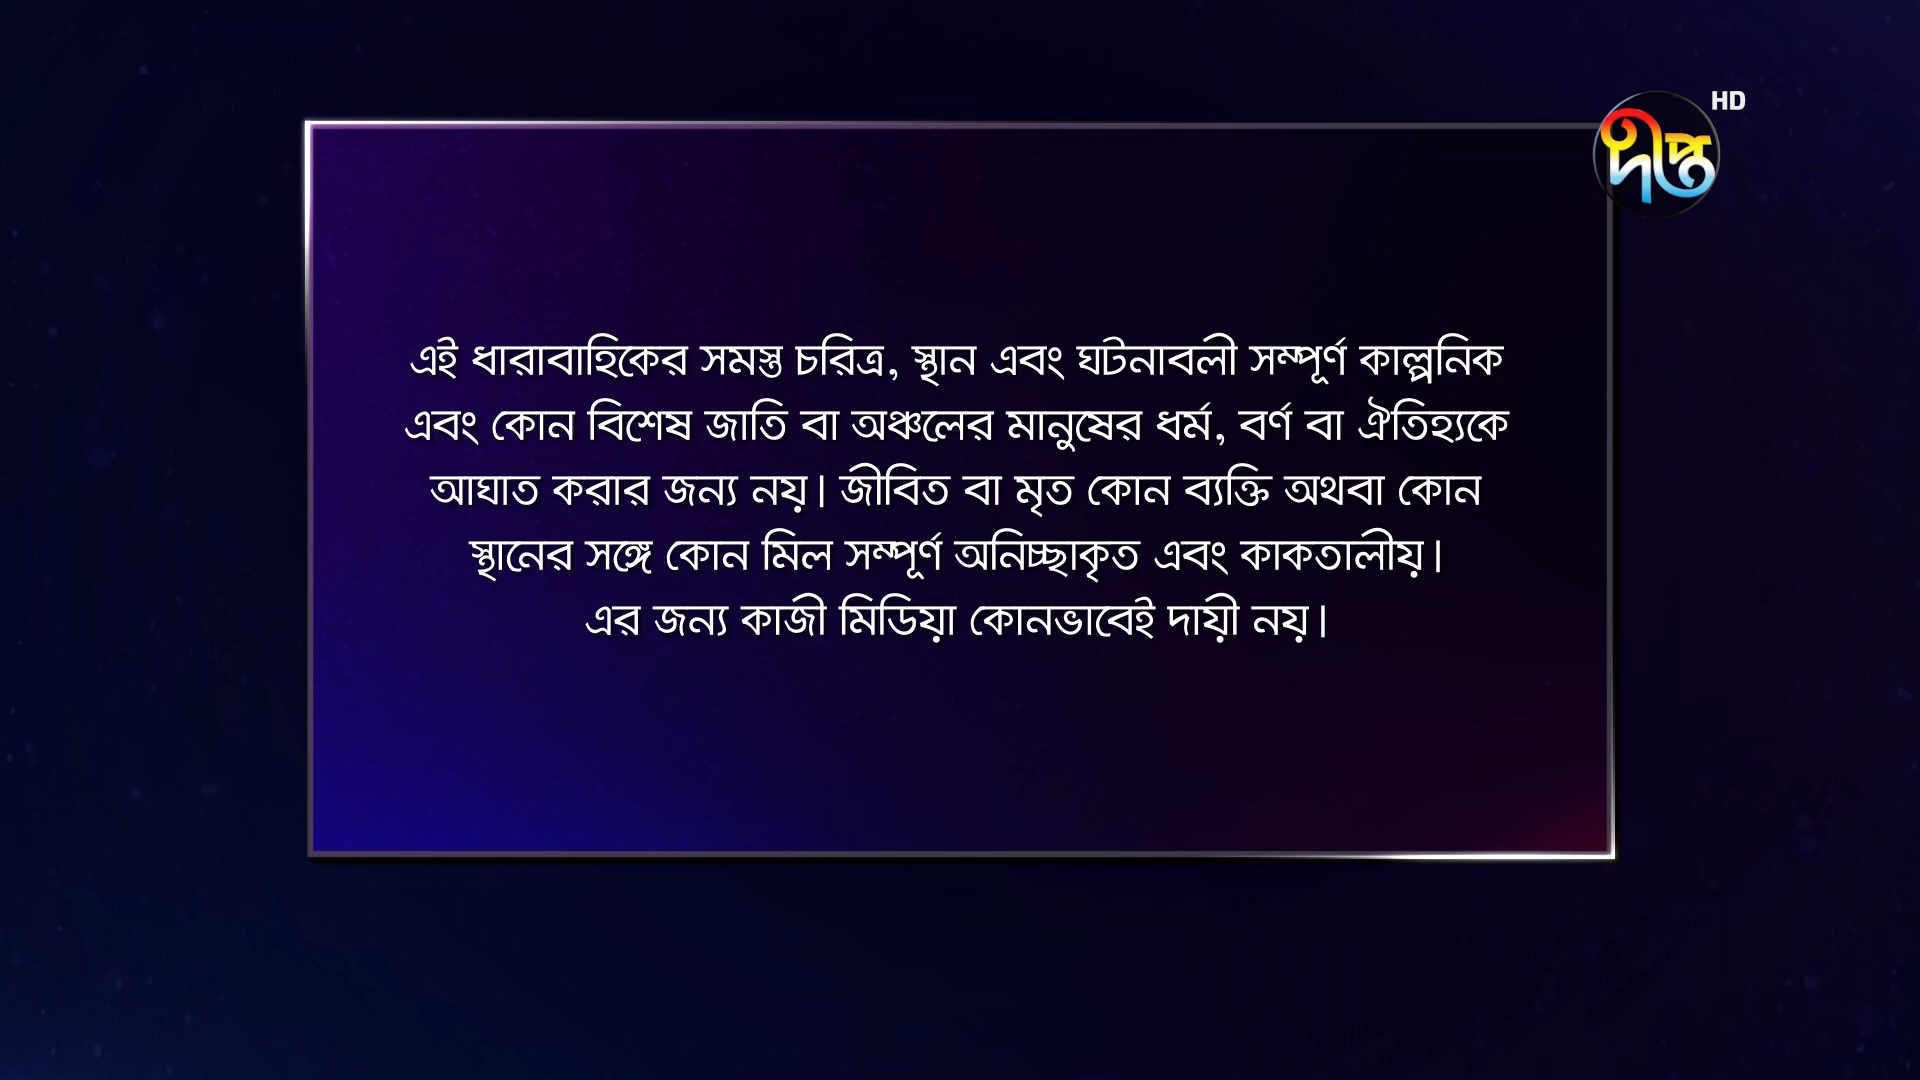 দীপ্ত HD
এই ধারাবাহিকের সমস্ত চরিত্র, স্থান এবং ঘটনাবলী সম্পূর্ণ কাল্পনিক
এবং কোন বিশেষ জাতি বা অঞ্চলের মানুষের ধর্ম, বর্ণ বা ঐতিহ্যকে
আঘাত করার জন্য নয়। জীবিত বা মৃত কোন ব্যক্তি অথবা কোন
স্থানের সঙ্গে কোন মিল সম্পূর্ণ অনিচ্ছাকৃত এবং কাকতালীয়।
এর জন্য কাজী মিডিয়া কোনভাবেই দায়ী নয়।